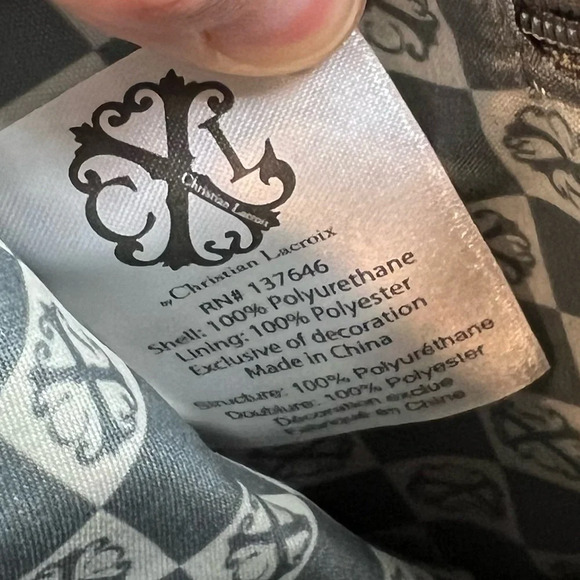 CXL
Christian Lacroix
by Christian Lacroix
RN# 137646
Shell: 100% Polyurethane
Lining: 100% Polyester
Exclusive of decoration
Made in China
Structure: 100% Polyuréthane
Doublure: 100% Polyester
Décoration exclue
Fabriqué en Chine